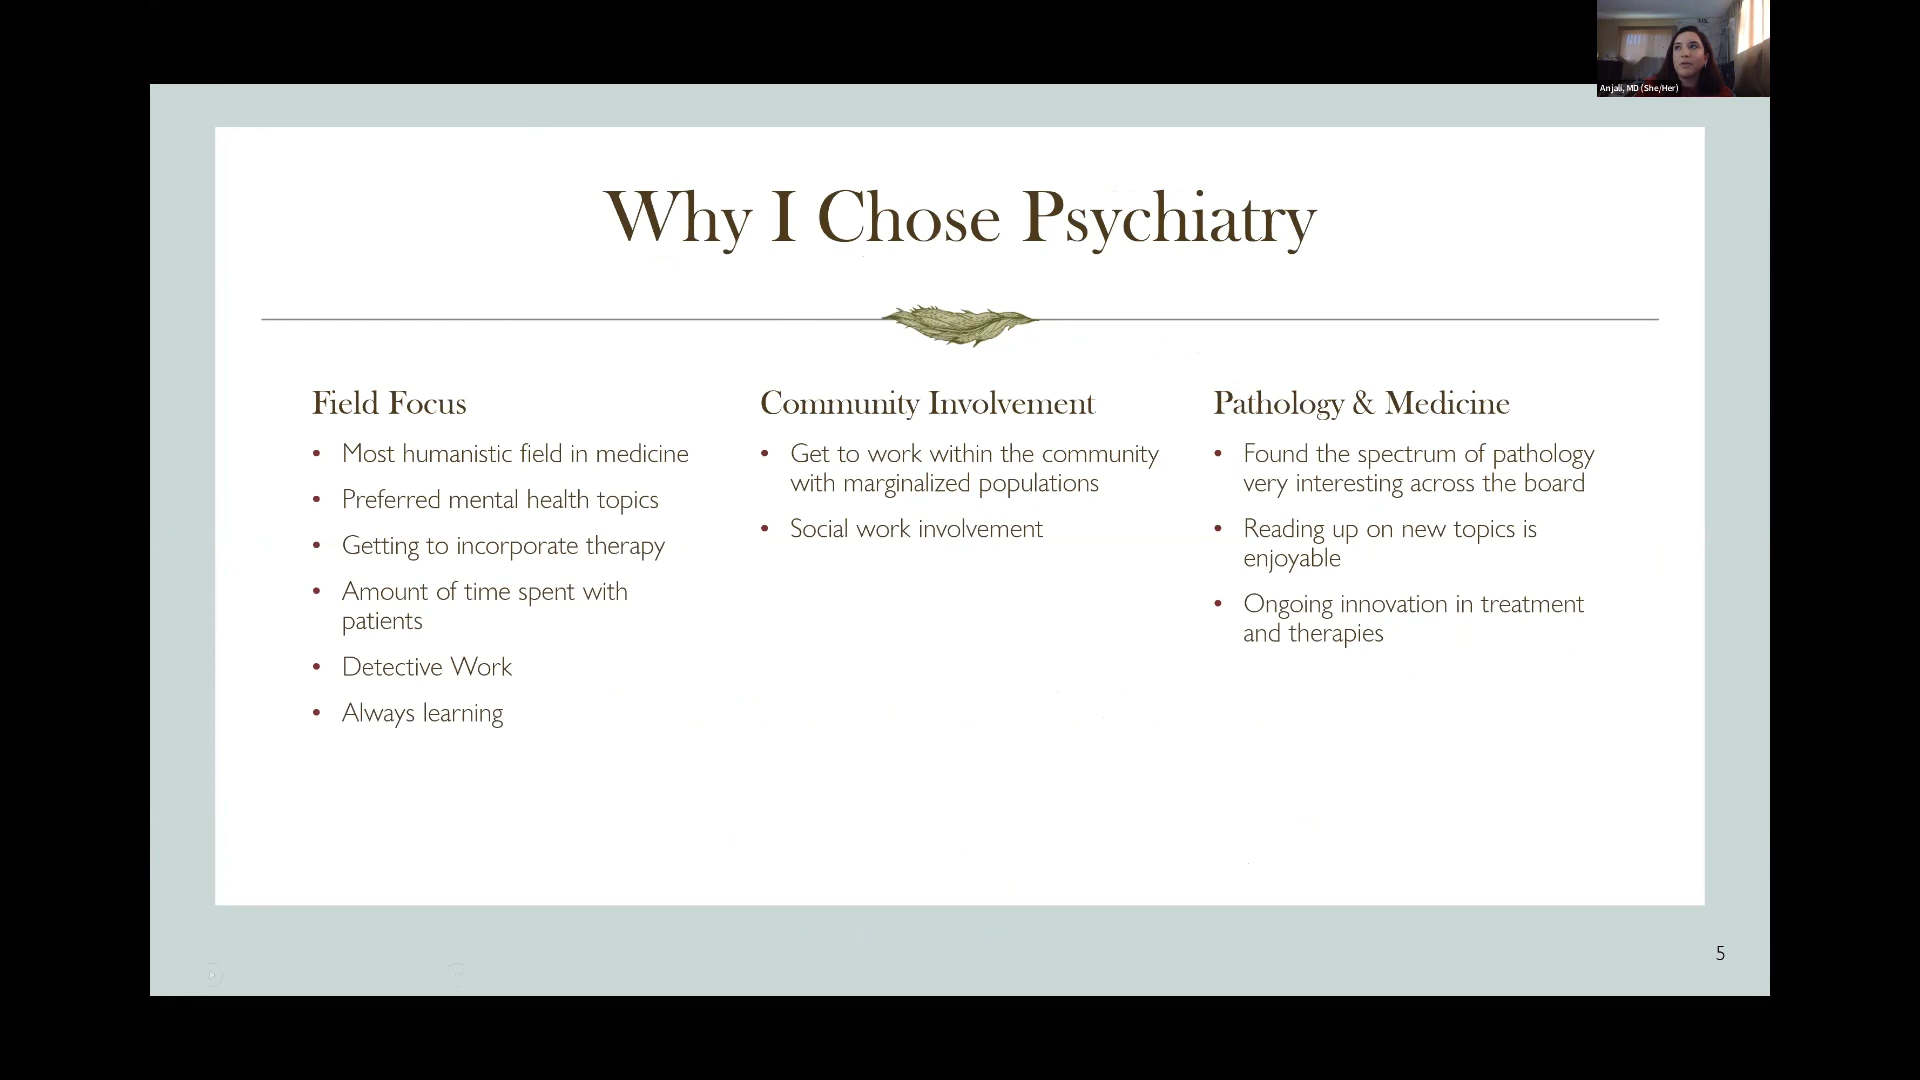 Anjali, MD (She/Her)
Why I Chose Psychiatry
Field Focus
• Most humanistic field in medicine
• Preferred mental health topics
• Getting to incorporate therapy
• Amount of time spent with
patients
• Detective Work
• Always learning
Community Involvement
• Get to work within the community
with marginalized populations
• Social work involvement
Pathology & Medicine
• Found the spectrum of pathology
very interesting across the board
• Reading up on new topics is
enjoyable
• Ongoing innovation in treatment
and therapies
5